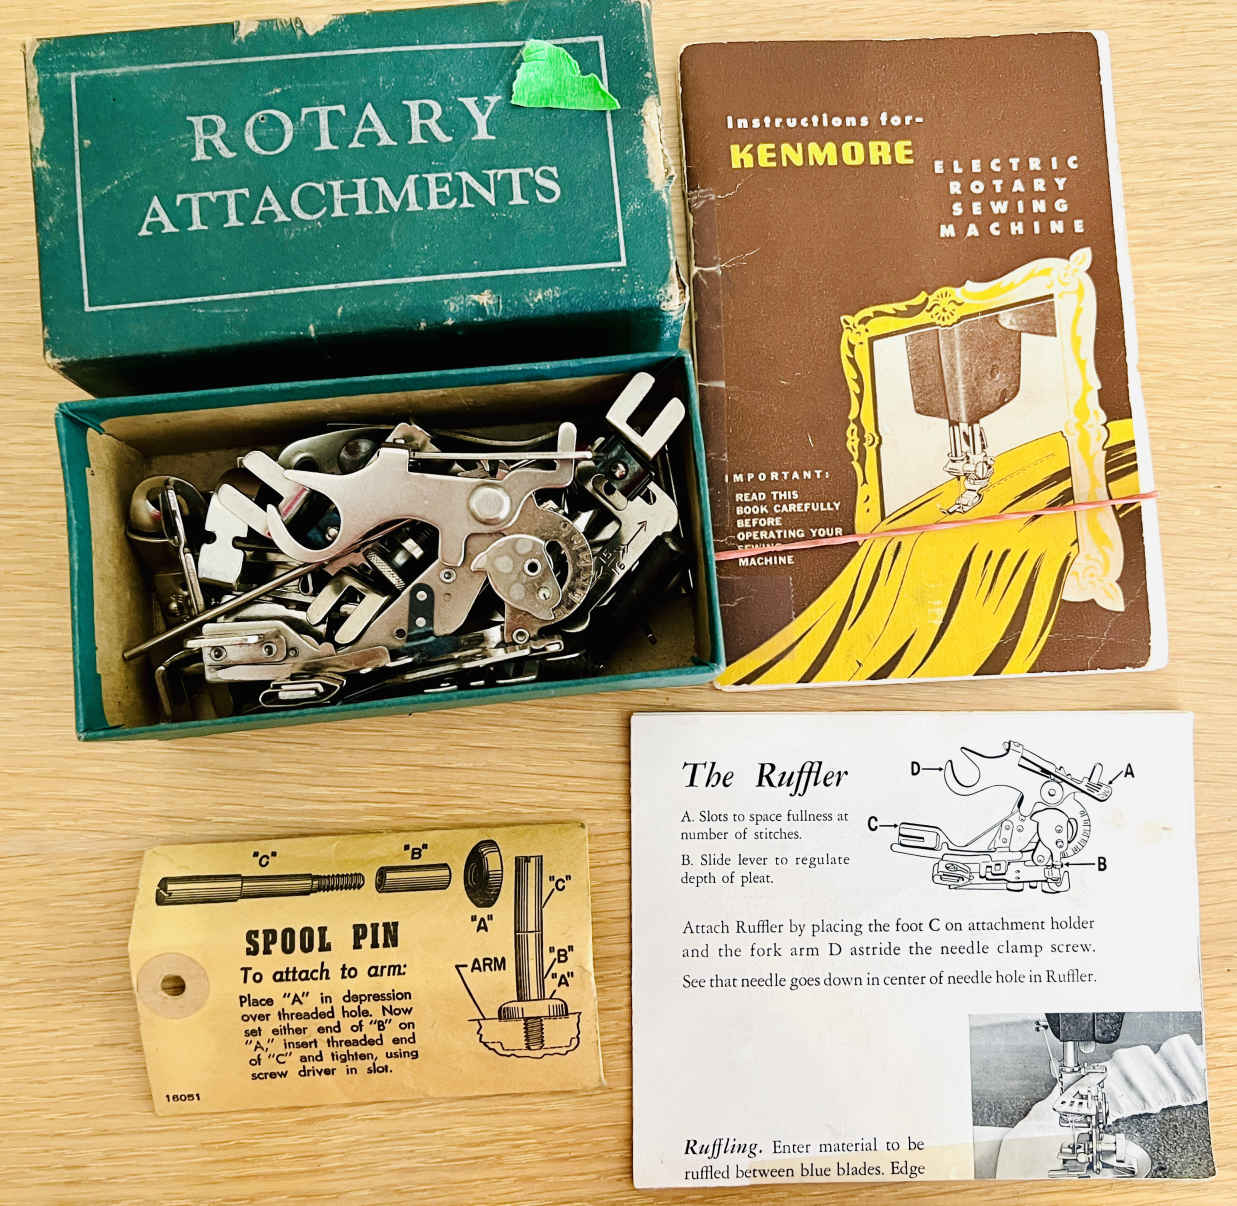 ROTARY
ATTACHMENTS
Instructions for-
KENMORE
ELECTRIC
ROTARY
SEWING
MACHINE
IMPORTANT:
READ THIS
BOOK CAREFULLY
BEFORE
OPERATING YOUR
SEWING
MACHINE
The Ruffler
A. Slots to space fullness at
number of stitches.
B. Slide lever to regulate
depth of pleat.
D
A
C
B
Attach Ruffler by placing the foot C on attachment holder
and the fork arm D astride the needle clamp screw.
See that needle goes down in center of needle hole in Ruffler.
Ruffling. Enter material to be
ruffled between blue blades. Edge
"C"
"B"
"A"
"C"
"B"
"A"
ARM
SPOOL PIN
To attach to arm:
Place "A" in depression
over threaded hole. Now
set either end of "B" on
"A," insert threaded end
of "C" and tighten, using
screw driver in slot.
16051